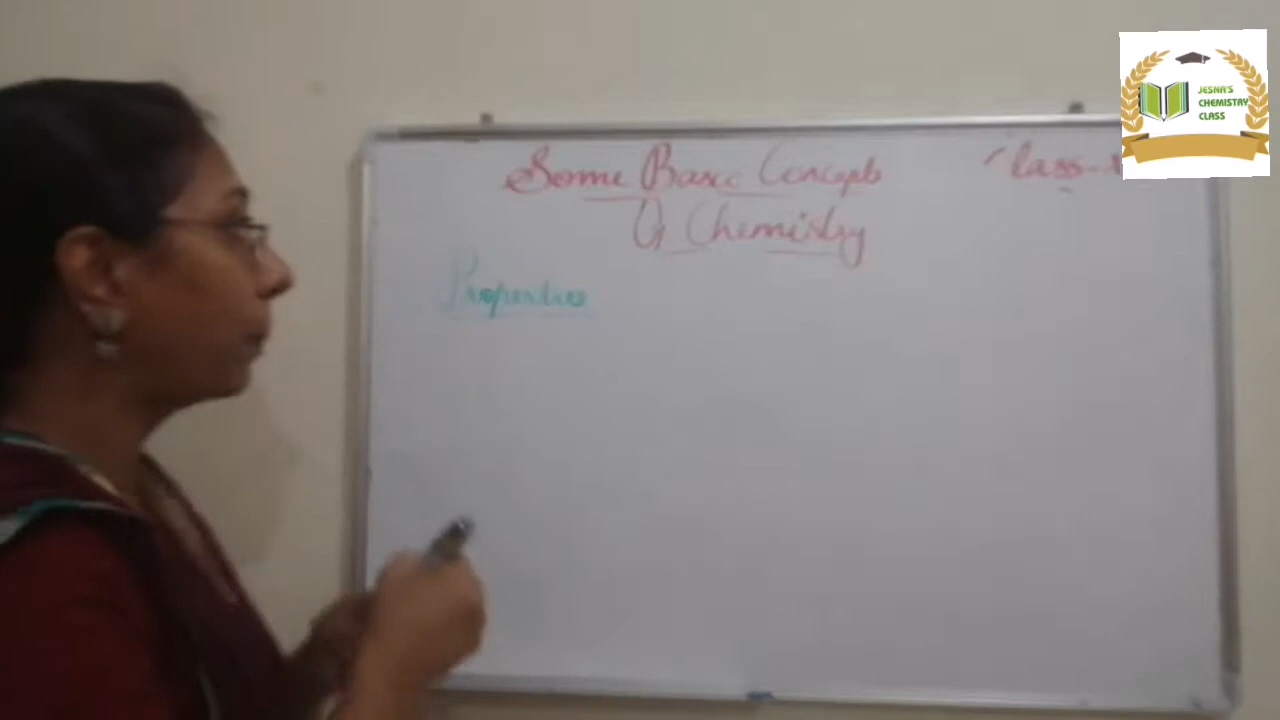 Some Basic Concepts Class-
Of Chemistry
Properties
JESNA'S
CHEMISTRY
CLASS